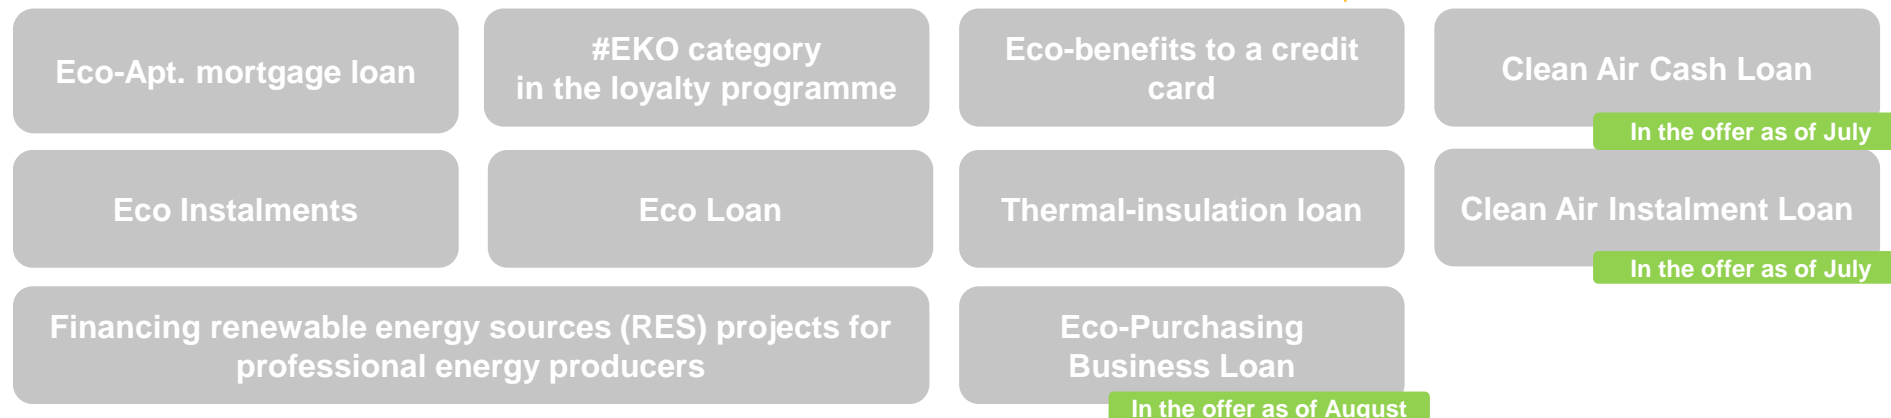 Eco-Apt. mortgage loan
#EKO category
in the loyalty programme
Eco-benefits to a credit
card
Clean Air Cash Loan
In the offer as of July
Eco Instalments
Eco Loan
Thermal-insulation loan
Clean Air Instalment Loan
In the offer as of July
Financing renewable energy sources (RES) projects for
professional energy producers
Eco-Purchasing
Business Loan
In the offer as of August